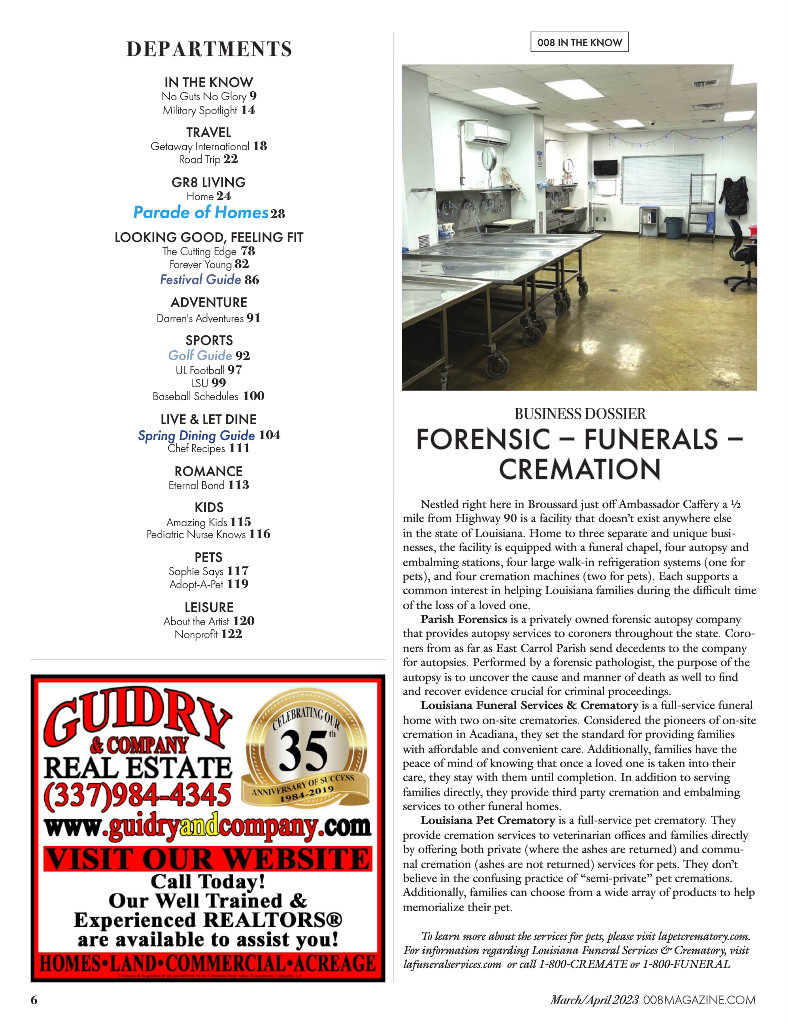 DEPARTMENTS
IN THE KNOW
No Guts No Glory 9
Military Spotlight 14
TRAVEL
Getaway International 18
Road Trip 22
GR8 LIVING
Home 24
Parade of Homes 28
LOOKING GOOD, FEELING FIT
The Cutting Edge 78
Forever Young 82
Festival Guide 86
ADVENTURE
Darren's Adventures 91
SPORTS
Golf Guide 92
UL Football 97
LSU 99
Baseball Schedules 100
LIVE & LET DINE
Spring Dining Guide 104
Chef Recipes 111
ROMANCE
Eternal Bond 113
KIDS
Amazing Kids 115
Pediatric Nurse Knows 116
PETS
Sophie Says 117
Adopt-A-Pet 119
LEISURE
About the Artist 120
Nonprofit 122
GUIDRY
& COMPANY
REAL ESTATE
(337)984-4345
CELEBRATING OUR
35th
ANNIVERSARY OF SUCCESS
1984-2019
www.guidryandcompany.com
VISIT OUR WEBSITE
Call Today!
Our Well Trained &
Experienced REALTORS®
are available to assist you!
HOMES•LAND•COMMERCIAL•ACREAGE
008 IN THE KNOW
BUSINESS DOSSIER
FORENSIC – FUNERALS –
CREMATION
Nestled right here in Broussard just off Ambassador Caffery a ½
mile from Highway 90 is a facility that doesn't exist anywhere else
in the state of Louisiana. Home to three separate and unique busi-
nesses, the facility is equipped with a funeral chapel, four autopsy and
embalming stations, four large walk-in refrigeration systems (one for
pets), and four cremation machines (two for pets). Each supports a
common interest in helping Louisiana families during the difficult time
of the loss of a loved one.
Parish Forensics is a privately owned forensic autopsy company
that provides autopsy services to coroners throughout the state. Coro-
ners from as far as East Carrol Parish send decedents to the company
for autopsies. Performed by a forensic pathologist, the purpose of the
autopsy is to uncover the cause and manner of death as well to find
and recover evidence crucial for criminal proceedings.
Louisiana Funeral Services & Crematory is a full-service funeral
home with two on-site crematories. Considered the pioneers of on-site
cremation in Acadiana, they set the standard for providing families
with affordable and convenient care. Additionally, families have the
peace of mind of knowing that once a loved one is taken into their
care, they stay with them until completion. In addition to serving
families directly, they provide third party cremation and embalming
services to other funeral homes.
Louisiana Pet Crematory is a full-service pet crematory. They
provide cremation services to veterinarian offices and families directly
by offering both private (where the ashes are returned) and commu-
nal cremation (ashes are not returned) services for pets. They don't
believe in the confusing practice of "semi-private" pet cremations.
Additionally, families can choose from a wide array of products to help
memorialize their pet.
To learn more about the services for pets, please visit lapetcrematory.com.
For information regarding Louisiana Funeral Services & Crematory, visit
lafuneralservices.com or call 1-800-CREMATE or 1-800-FUNERAL
6
March/April 2023 008MAGAZINE.COM